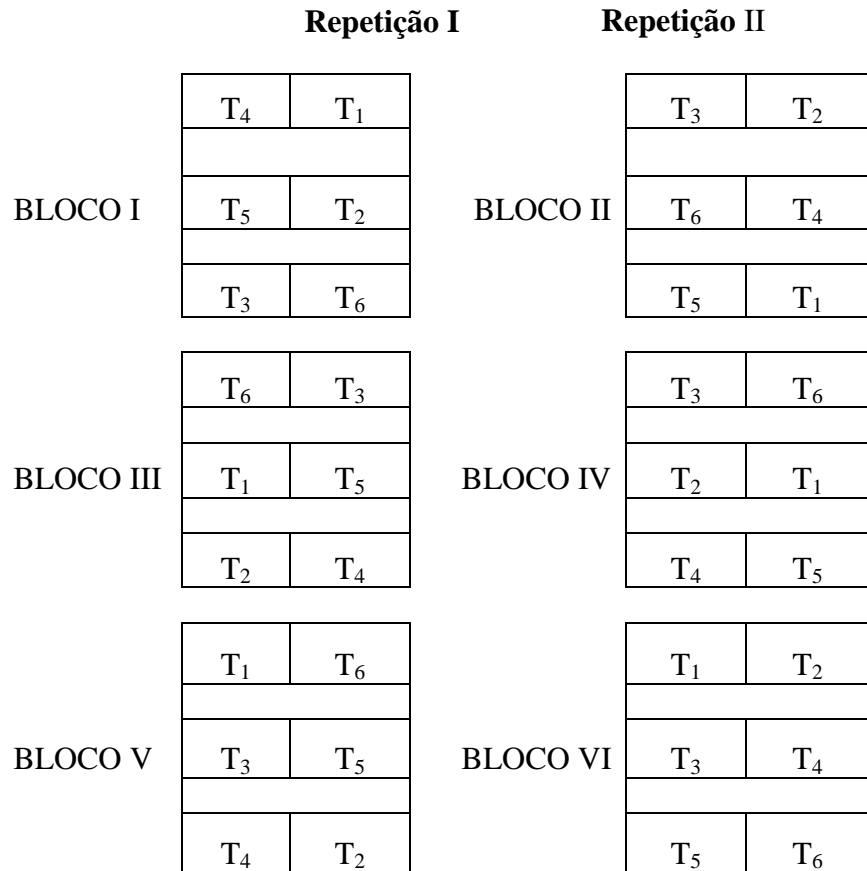 Repetição I Repetição II
T4 T1 T3 T2
BLOCO I T5 T2 BLOCO II T6 T4
T3 T6 T5 T1
T6 T3 T3 T6
BLOCO III T1 T5 BLOCO IV T2 T1
T2 T4 T4 T5
T1 T6 T1 T2
BLOCO V T3 T5 BLOCO VI T3 T4
T4 T2 T5 T6